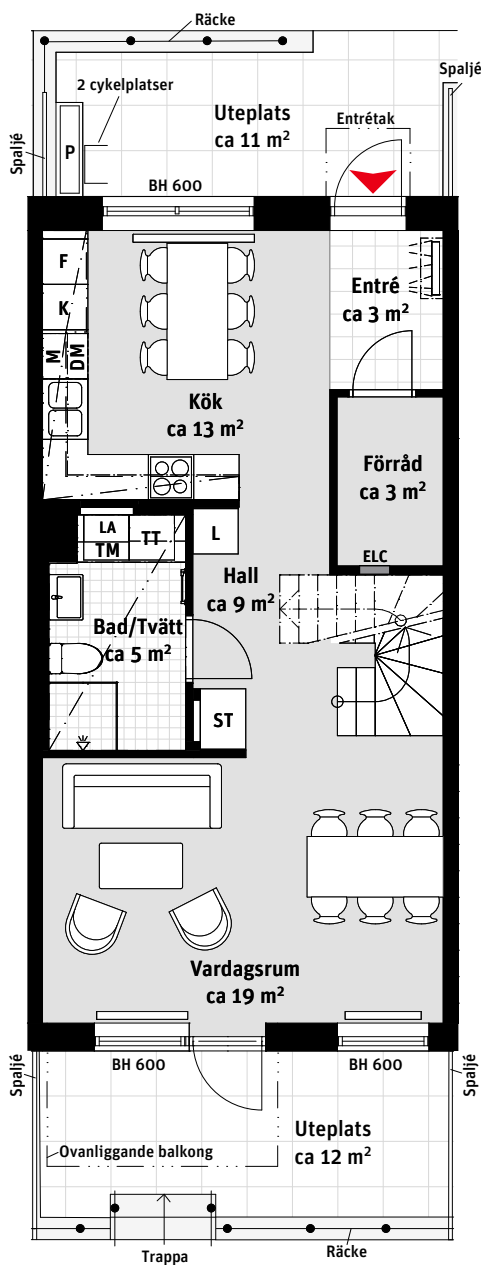 Räcke
Spaljé
2 cykelplatser
Uteplats
ca 11 m²
Entrétak
Spaljé
P
BH 600
F
K
M
DM
Entré
ca 3 m²
Kök
ca 13 m²
Förråd
ca 3 m²
LA
TM
TT
L
ELC
Hall
ca 9 m²
Bad/Tvätt
ca 5 m²
ST
Vardagsrum
ca 19 m²
Spaljé
BH 600
BH 600
Spaljé
Uteplats
ca 12 m²
Ovanliggande balkong
Trappa
Räcke